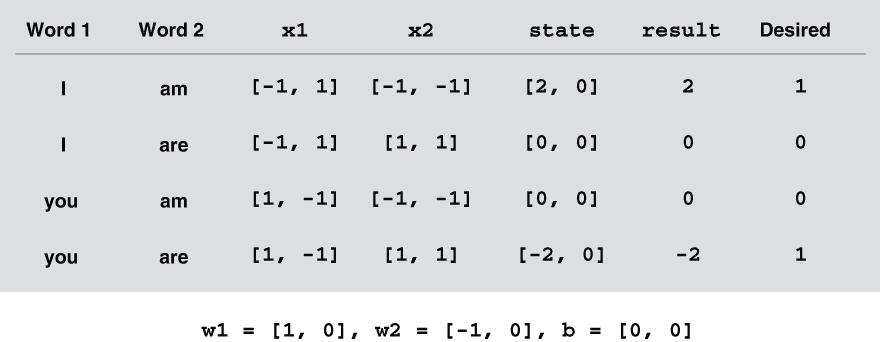 Word 1 Word 2 x1 x2 state result Desired
I am [-1, 1] [-1, -1] [2, 0] 2 1
I are [-1, 1] [1, 1] [0, 0] 0 0
you am [1, -1] [-1, -1] [0, 0] 0 0
you are [1, -1] [1, 1] [-2, 0] -2 1
w1 = [1, 0], w2 = [-1, 0], b = [0, 0]